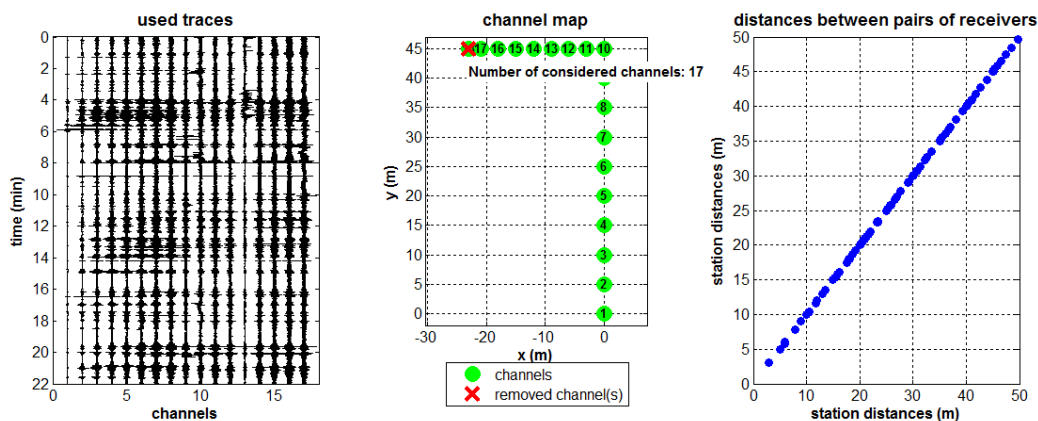 used traces
0
2
4
6
8
10
12
14
16
18
20
22
time (min)
0 5 10 15
channels
channel map
45
40
35
30
25
20
15
10
5
0
y (m)
17 16 15 14 13 12 11 10
Number of considered channels: 17
8
7
6
5
4
3
2
1
-30 -20 -10 0
x (m)
channels
removed channel(s)
distances between pairs of receivers
50
45
40
35
30
25
20
15
10
5
0
station distances (m)
0 10 20 30 40 50
station distances (m)